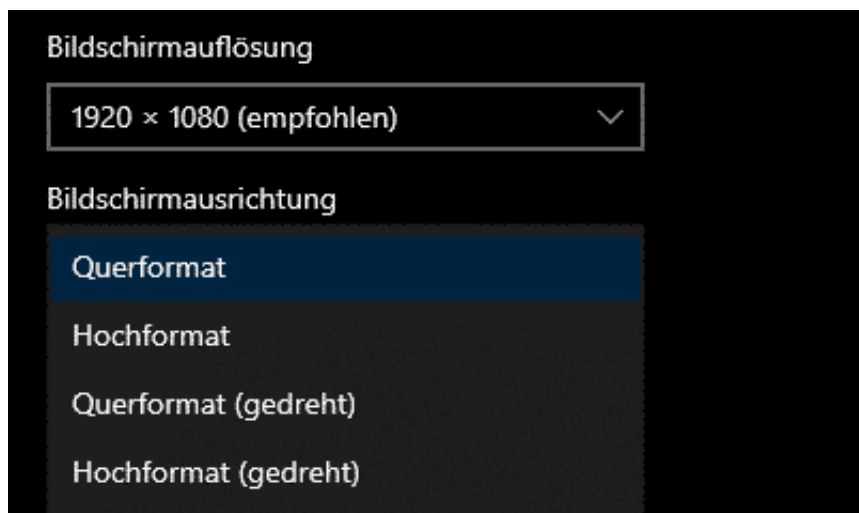 Bildschirmauflösung
1920 × 1080 (empfohlen)
Bildschirmausrichtung
Querformat
Hochformat
Querformat (gedreht)
Hochformat (gedreht)